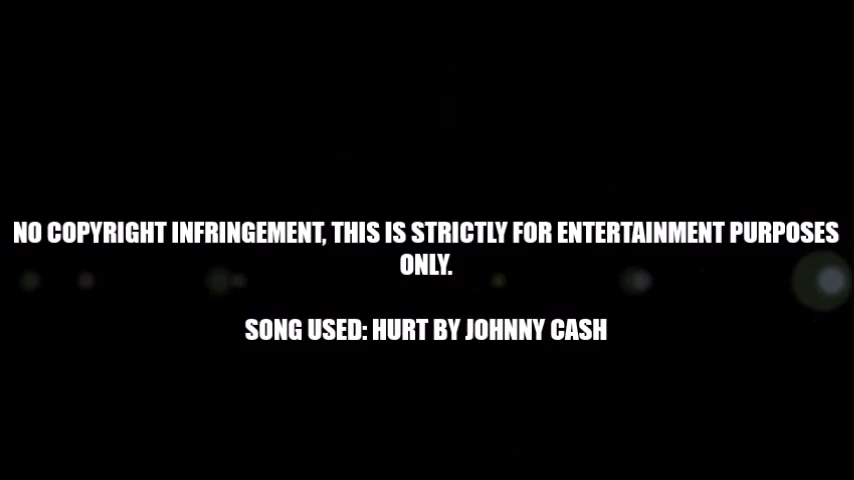 NO COPYRIGHT INFRINGEMENT, THIS IS STRICTLY FOR ENTERTAINMENT PURPOSES
ONLY.
SONG USED: HURT BY JOHNNY CASH